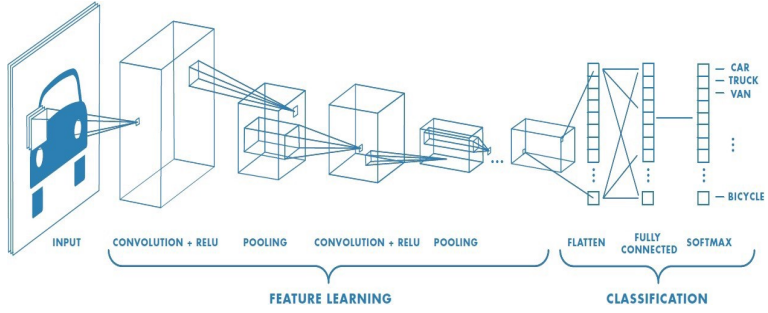 CAR
TRUCK
VAN
BICYCLE
INPUT
CONVOLUTION + RELU
POOLING
CONVOLUTION + RELU
POOLING
FLATTEN
FULLY
CONNECTED
SOFTMAX
FEATURE LEARNING
CLASSIFICATION